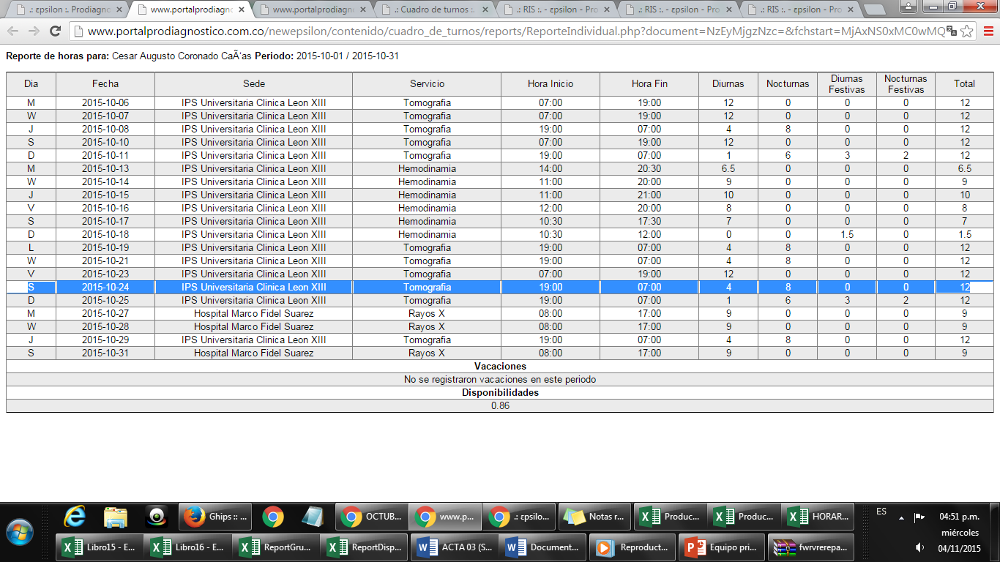 .: εpsilon :. Prodiagno
www.portalprodiagnos
www.portalprodiagn
.: Cuadro de turnos :.
.: RIS :. - εpsilon - Pro
.: RIS :. - εpsilon - Pro
.: RIS :. - εpsilon - Pro
www.portalprodiagnostico.com.co/newepsilon/contenido/cuadro_de_turnos/reports/ReporteIndividual.php?document=NzEyMjgzNzc=&fchstart=MjAxNS0xMC0wMQ
Reporte de horas para: Cesar Augusto Coronado CaÃ‘as Periodo: 2015-10-01 / 2015-10-31
Dia Fecha Sede Servicio Hora Inicio Hora Fin Diurnas Nocturnas Diurnas Festivas Nocturnas Festivas Total
M 2015-10-06 IPS Universitaria Clinica Leon XIII Tomografia 07:00 19:00 12 0 0 0 12
W 2015-10-07 IPS Universitaria Clinica Leon XIII Tomografia 07:00 19:00 12 0 0 0 12
J 2015-10-08 IPS Universitaria Clinica Leon XIII Tomografia 19:00 07:00 4 8 0 0 12
S 2015-10-10 IPS Universitaria Clinica Leon XIII Tomografia 07:00 19:00 12 0 0 0 12
D 2015-10-11 IPS Universitaria Clinica Leon XIII Tomografia 19:00 07:00 1 6 3 2 12
M 2015-10-13 IPS Universitaria Clinica Leon XIII Hemodinamia 14:00 20:30 6.5 0 0 0 6.5
W 2015-10-14 IPS Universitaria Clinica Leon XIII Hemodinamia 11:00 20:00 9 0 0 0 9
J 2015-10-15 IPS Universitaria Clinica Leon XIII Hemodinamia 11:00 21:00 10 0 0 0 10
V 2015-10-16 IPS Universitaria Clinica Leon XIII Hemodinamia 12:00 20:00 8 0 0 0 8
S 2015-10-17 IPS Universitaria Clinica Leon XIII Hemodinamia 10:30 17:30 7 0 0 0 7
D 2015-10-18 IPS Universitaria Clinica Leon XIII Hemodinamia 10:30 12:00 0 0 1.5 0 1.5
L 2015-10-19 IPS Universitaria Clinica Leon XIII Tomografia 19:00 07:00 4 8 0 0 12
W 2015-10-21 IPS Universitaria Clinica Leon XIII Tomografia 19:00 07:00 4 8 0 0 12
V 2015-10-23 IPS Universitaria Clinica Leon XIII Tomografia 07:00 19:00 12 0 0 0 12
S 2015-10-24 IPS Universitaria Clinica Leon XIII Tomografia 19:00 07:00 4 8 0 0 12
D 2015-10-25 IPS Universitaria Clinica Leon XIII Tomografia 19:00 07:00 1 6 3 2 12
M 2015-10-27 Hospital Marco Fidel Suarez Rayos X 08:00 17:00 9 0 0 0 9
W 2015-10-28 Hospital Marco Fidel Suarez Rayos X 08:00 17:00 9 0 0 0 9
J 2015-10-29 IPS Universitaria Clinica Leon XIII Tomografia 19:00 07:00 4 8 0 0 12
S 2015-10-31 Hospital Marco Fidel Suarez Rayos X 08:00 17:00 9 0 0 0 9
Vacaciones
No se registraron vacaciones en este periodo
Disponibilidades
0.86
Ghips :: ... OCTUB... www.p... .: εpsilo... Notas r... Produc... Produc... HORAR... ES 04:51 p.m.
miércoles
Libro15 - E... Libro16 - E... ReportGru... ReportDisp... ACTA 03 (S... Document... Reproduct... Equipo pri... fwrvrerepa... 04/11/2015